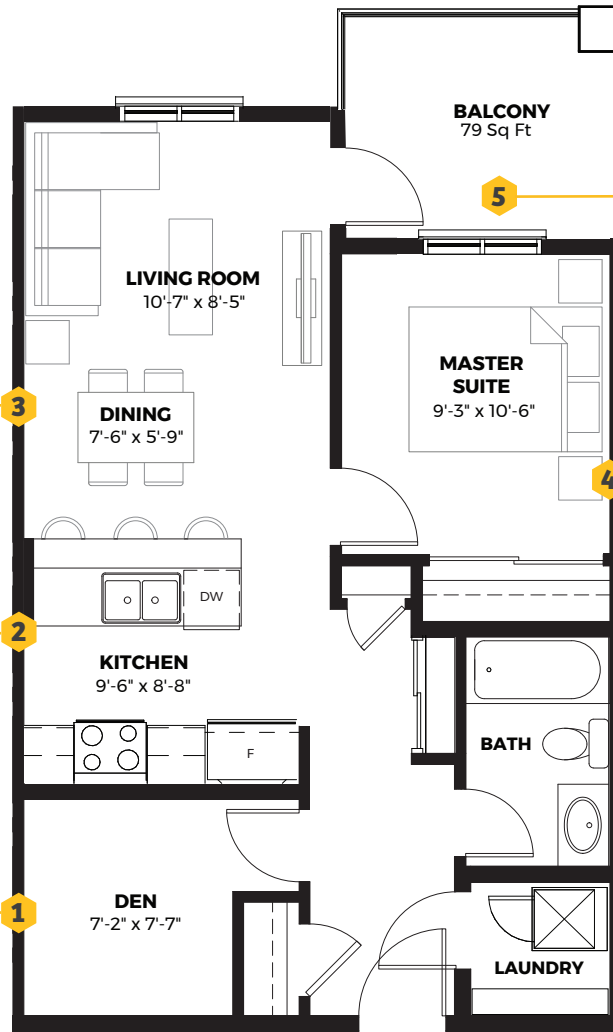 BALCONY
79 Sq Ft
5
LIVING ROOM
10'-7" x 8'-5"
MASTER
SUITE
9'-3" x 10'-6"
3
DINING
7'-6" x 5'-9"
4
DW
2
KITCHEN
9'-6" x 8'-8"
BATH
F
1
DEN
7'-2" x 7'-7"
LAUNDRY